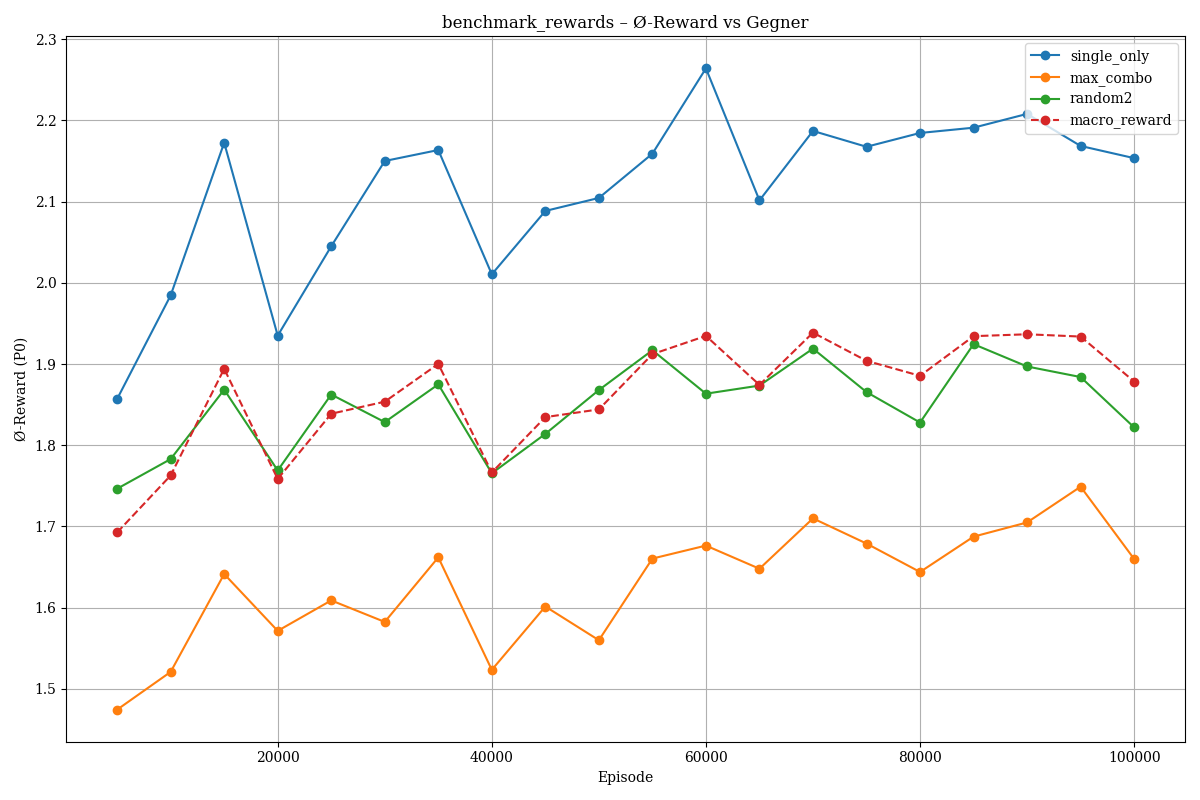 benchmark_rewards – Ø-Reward vs Gegner
2.3
2.2
2.1
2.0
1.9
1.8
1.7
1.6
1.5
Ø-Reward (P0)
single_only
max_combo
random2
macro_reward
20000
40000
60000
80000
100000
Episode